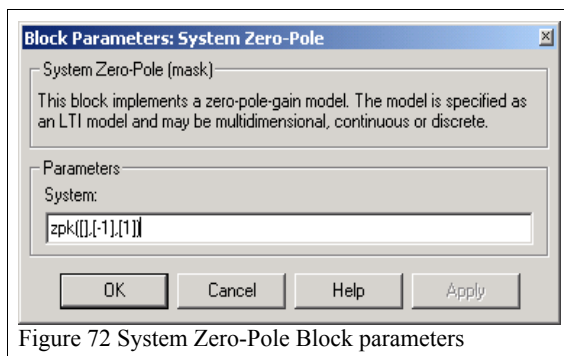 Block Parameters: System Zero-Pole
System Zero-Pole (mask)
This block implements a zero-pole-gain model. The model is specified as
an LTI model and may be multidimensional, continuous or discrete.
Parameters
System:
zpk([],[-1],[1])
OK Cancel Help Apply
Figure 72 System Zero-Pole Block parameters